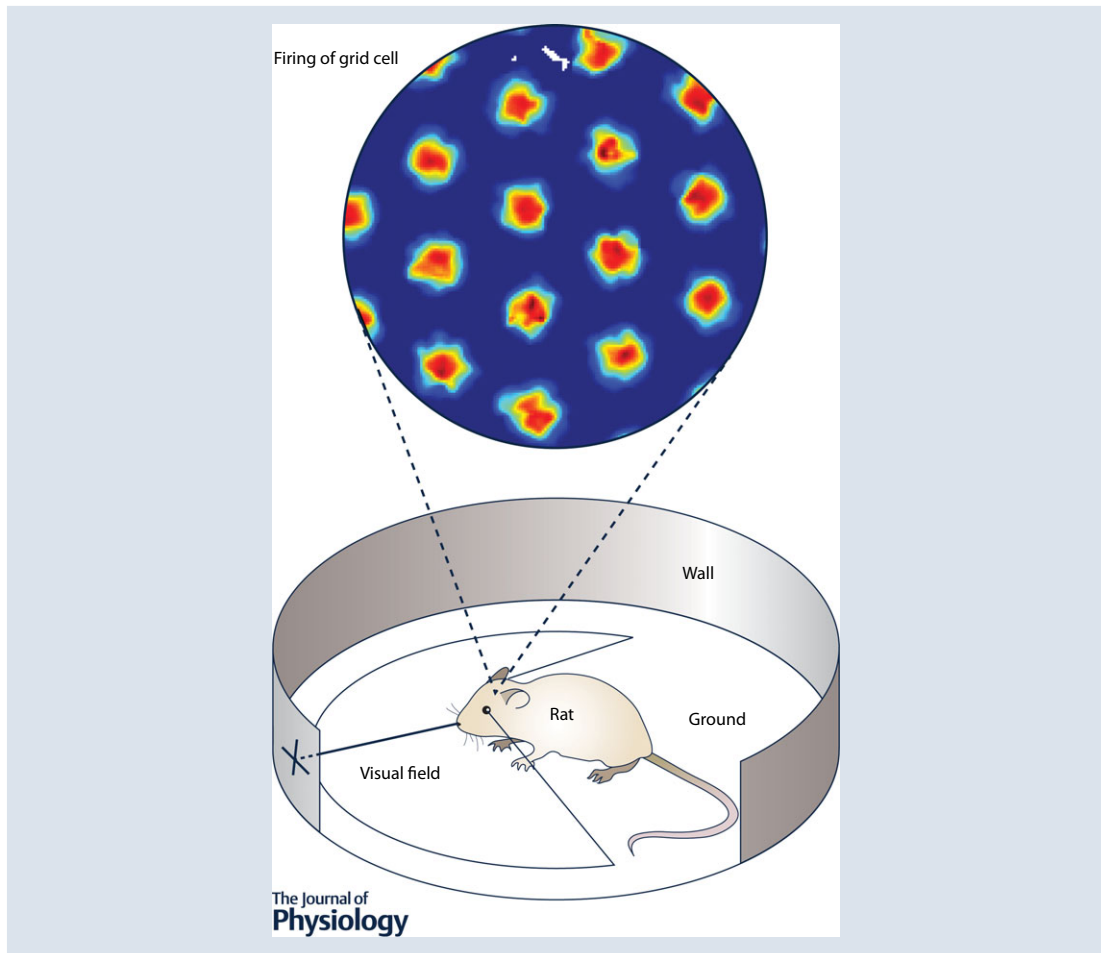 Firing of grid cell
Wall
Rat
Ground
Visual field
The Journal of
Physiology